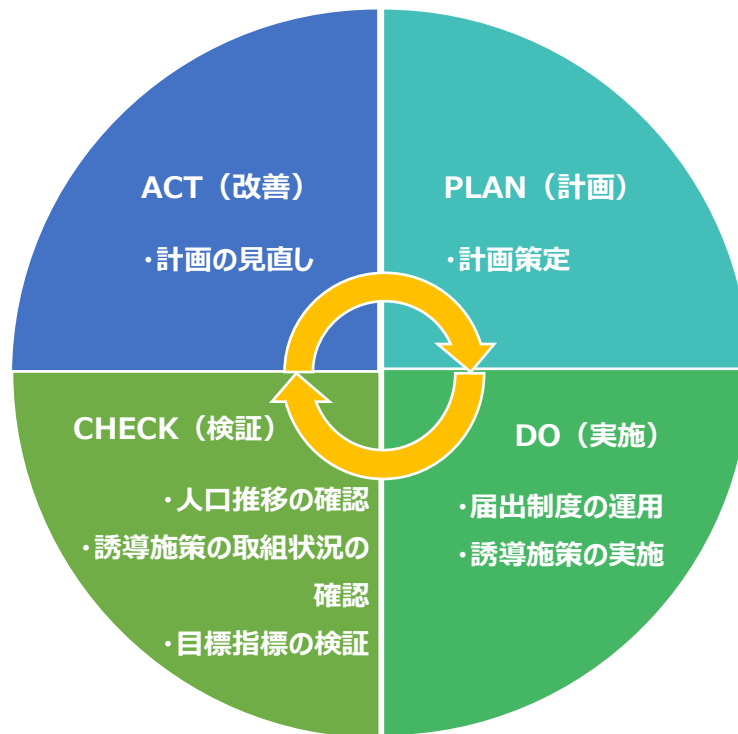 ACT（改善）
・計画の見直し
PLAN（計画）
・計画策定
CHECK（検証）
・人口推移の確認
・誘導施策の取組状況の
確認
・目標指標の検証
DO（実施）
・届出制度の運用
・誘導施策の実施